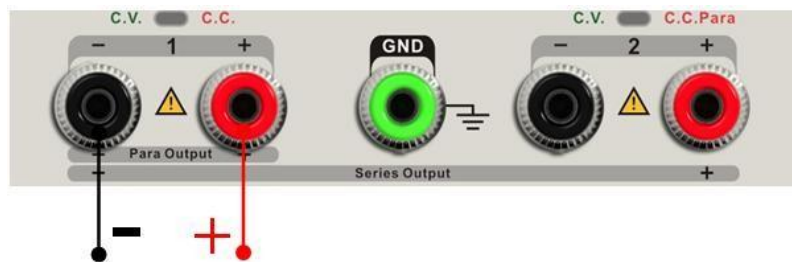 C.V. C.C. C.V. C.C.Para
− 1 + GND − 2 +
− Para Output +
− Series Output +
− +